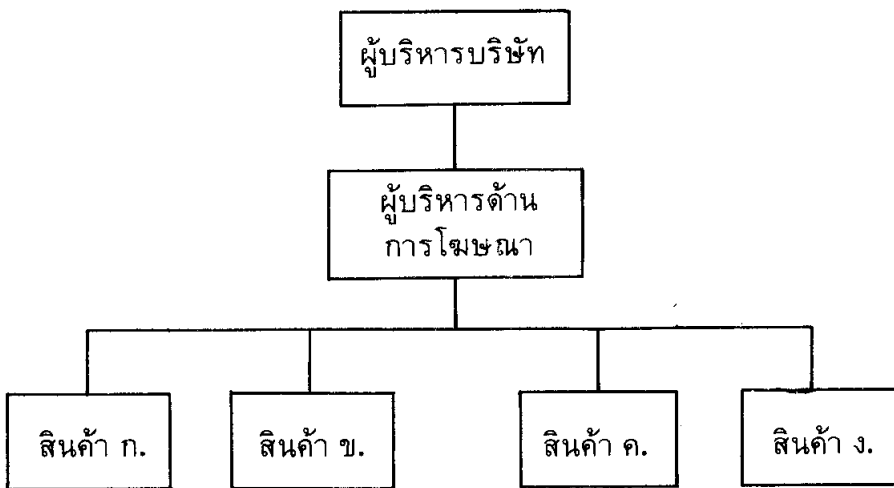 ผู้บริหารบริษัท
ผู้บริหารด้าน
การโฆษณา
สินค้า ก.
สินค้า ข.
สินค้า ค.
สินค้า ง.